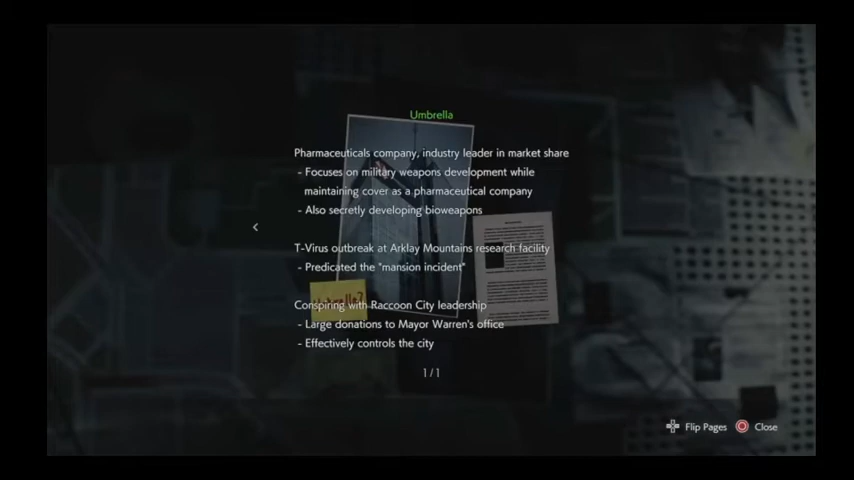 Umbrella
Pharmaceuticals company, industry leader in market share
- Focuses on military weapons development while
maintaining cover as a pharmaceutical company
- Also secretly developing bioweapons
T-Virus outbreak at Arklay Mountains research facility
- Predicated the "mansion incident"
Conspiring with Raccoon City leadership
- Large donations to Mayor Warren's office
- Effectively controls the city
1/1
Flip Pages
Close